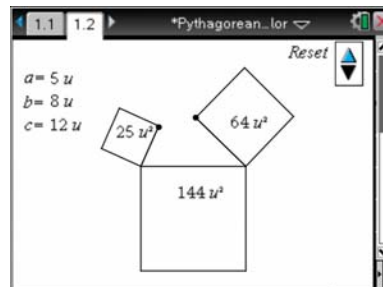 1.1 1.2 *Pythagorean…lor
Reset
a= 5 u
b= 8 u
c= 12 u
25 u²
64 u²
144 u²